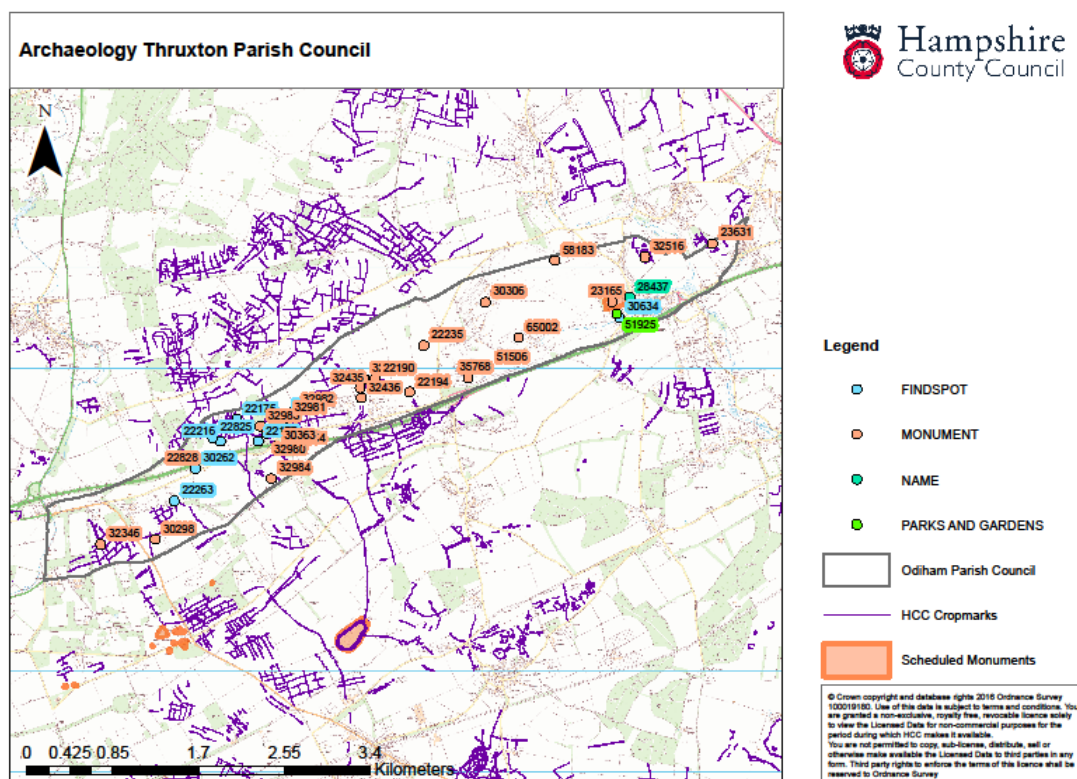 Archaeology Thruxton Parish Council
Hampshire
County Council
N
23631
32516
58183
28437
23165
30306
30634
51925
65002
22235
51506
22190
35768
32435
32436
22194
32982
32981
22175
32983
22825
22216
30363
32980
22828
30262
32984
22263
32346
30298
0 0.425 0.85 1.7 2.55 3.4
Kilometers
Legend
FINDSPOT
MONUMENT
NAME
PARKS AND GARDENS
Odiham Parish Council
HCC Cropmarks
Scheduled Monuments
© Crown copyright and database rights 2016 Ordnance Survey
100019180. Use of this data is subject to terms and conditions. You
are granted a non-exclusive, royalty free, revocable licence solely
to view the Licensed Data for non-commercial purposes for the
period during which HCC makes it available.
You are not permitted to copy, sub-license, distribute, sell or
otherwise make available the Licensed Data to third parties in any
form. Third party rights to enforce the terms of this licence shall be
reserved to Ordnance Survey